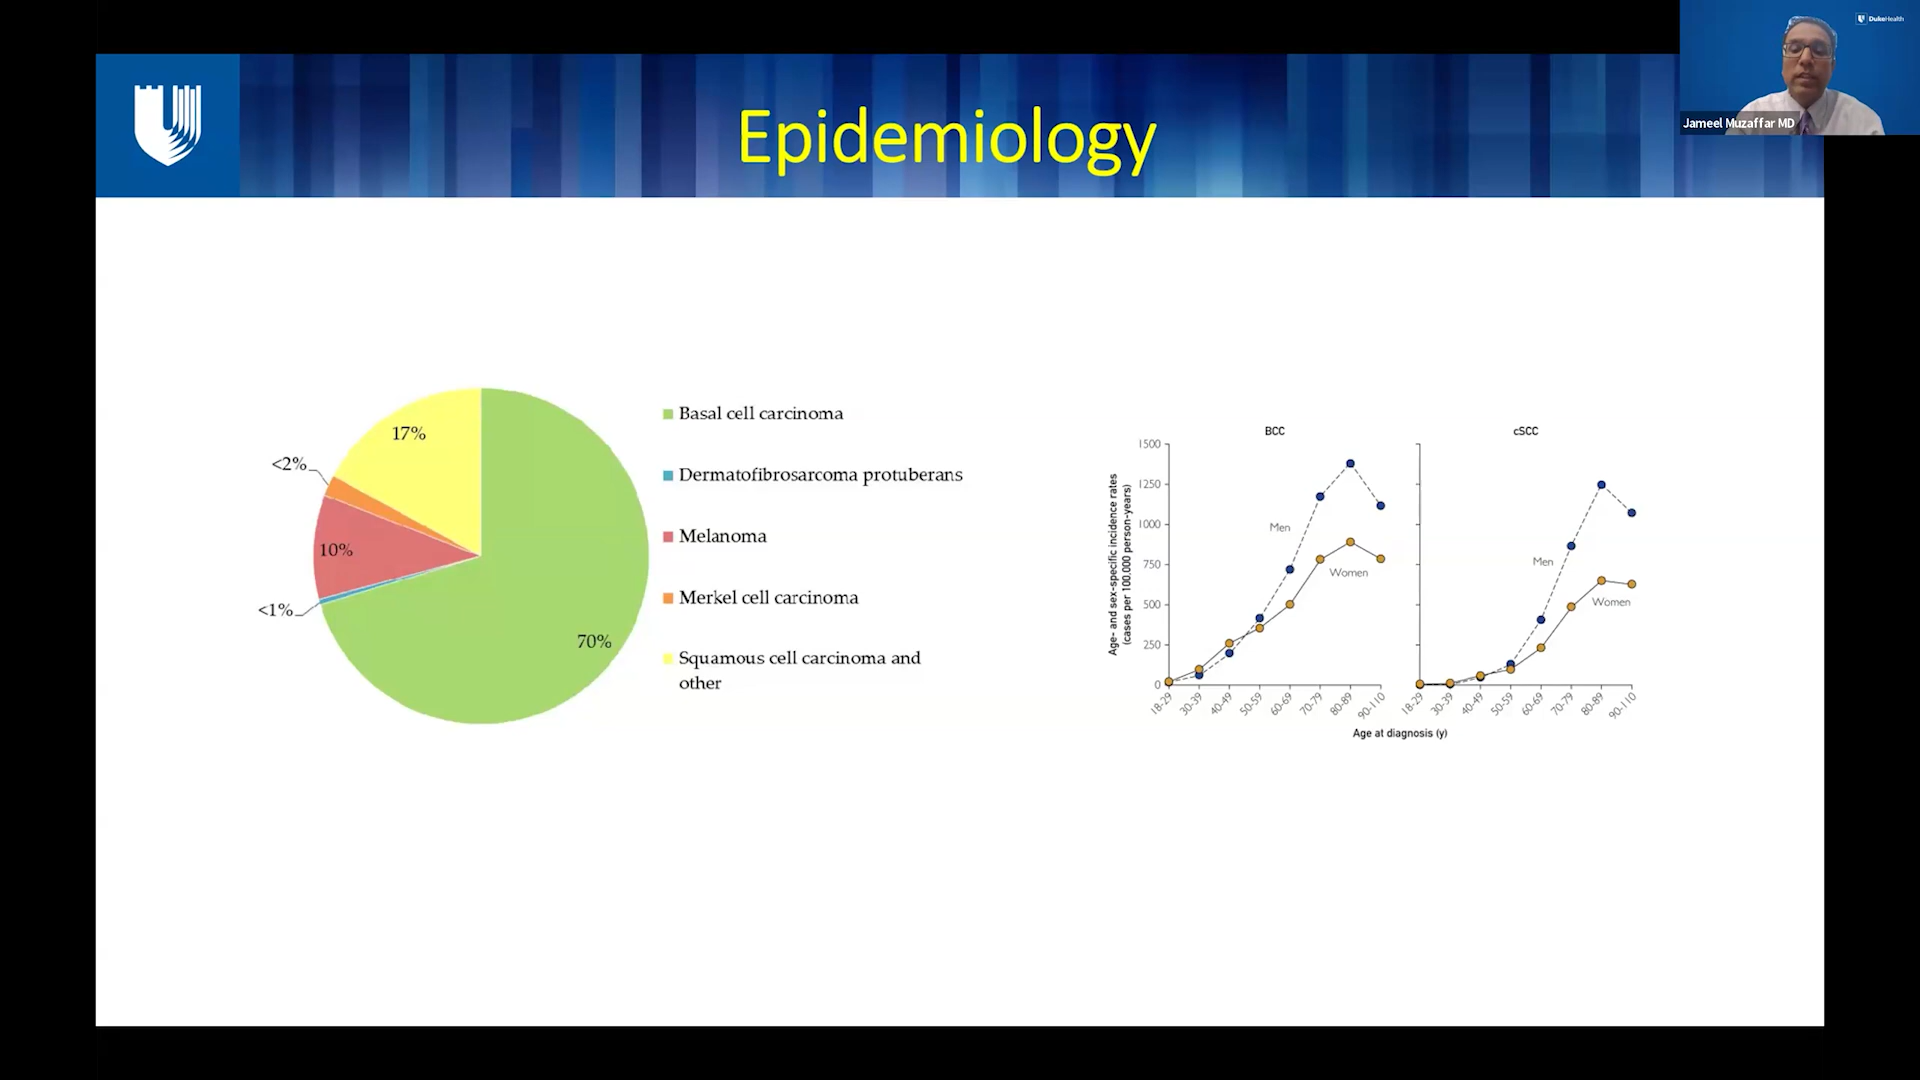 DukeHealth
Jameel Muzaffar MD
Epidemiology
17%
<2%
10%
<1%
70%
Basal cell carcinoma
Dermatofibrosarcoma protuberans
Melanoma
Merkel cell carcinoma
Squamous cell carcinoma and
other
Age- and sex-specific incidence rates
(cases per 100,000 person-years)
BCC
1500
1250
1000
750
500
250
0
Men
Women
18-29
30-39
40-49
50-59
60-69
70-79
80-89
90-110
cSCC
Men
Women
18-29
30-39
40-49
50-59
60-69
70-79
80-89
90-110
Age at diagnosis (y)